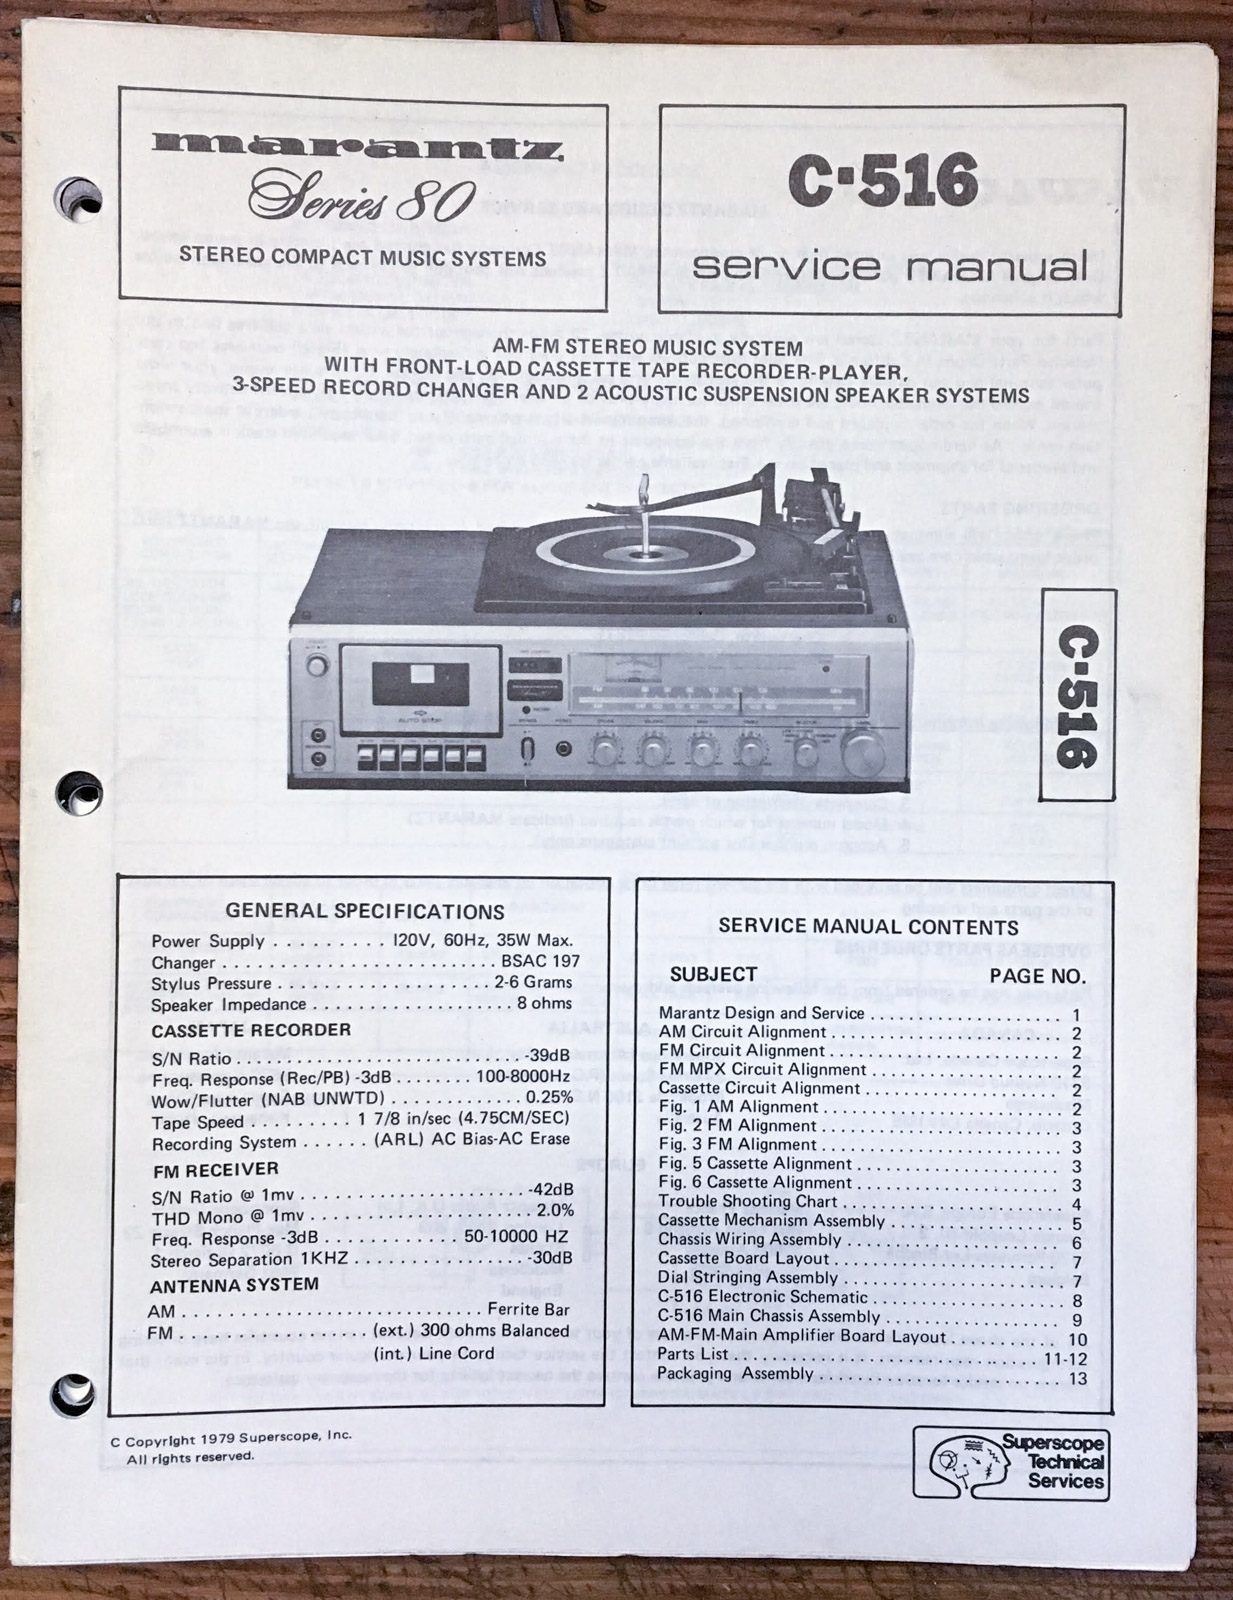 marantz
Series 80
STEREO COMPACT MUSIC SYSTEMS
C·516
service manual
AM-FM STEREO MUSIC SYSTEM
WITH FRONT-LOAD CASSETTE TAPE RECORDER-PLAYER,
3-SPEED RECORD CHANGER AND 2 ACOUSTIC SUSPENSION SPEAKER SYSTEMS
AUTO STOP
C·516
GENERAL SPECIFICATIONS
Power Supply . . . . . . . . . 120V, 60Hz, 35W Max.
Changer . . . . . . . . . . . . . . . . . . . . . . . . . BSAC 197
Stylus Pressure . . . . . . . . . . . . . . . . . . . 2-6 Grams
Speaker Impedance . . . . . . . . . . . . . . . . . . 8 ohms
CASSETTE RECORDER
S/N Ratio . . . . . . . . . . . . . . . . . . . . . . . . . . -39dB
Freq. Response (Rec/PB) -3dB . . . . . . . 100-8000Hz
Wow/Flutter (NAB UNWTD) . . . . . . . . . . . . 0.25%
Tape Speed . . . . . . . . . . 1 7/8 in/sec (4.75CM/SEC)
Recording System . . . . . . (ARL) AC Bias-AC Erase
FM RECEIVER
S/N Ratio @ 1mv . . . . . . . . . . . . . . . . . . . . -42dB
THD Mono @ 1mv . . . . . . . . . . . . . . . . . . . . 2.0%
Freq. Response -3dB . . . . . . . . . . . . 50-10000 HZ
Stereo Separation 1KHZ . . . . . . . . . . . . . . . -30dB
ANTENNA SYSTEM
AM . . . . . . . . . . . . . . . . . . . . . . . . . . . Ferrite Bar
FM . . . . . . . . . . . . . . . . . (ext.) 300 ohms Balanced
(int.) Line Cord
SERVICE MANUAL CONTENTS
SUBJECT PAGE NO.
Marantz Design and Service . . . . . . . . . . . . . . . . . 1
AM Circuit Alignment . . . . . . . . . . . . . . . . . . . . . 2
FM Circuit Alignment . . . . . . . . . . . . . . . . . . . . . 2
FM MPX Circuit Alignment . . . . . . . . . . . . . . . . . 2
Cassette Circuit Alignment . . . . . . . . . . . . . . . . . 2
Fig. 1 AM Alignment . . . . . . . . . . . . . . . . . . . . . . 2
Fig. 2 FM Alignment . . . . . . . . . . . . . . . . . . . . . . 3
Fig. 3 FM Alignment . . . . . . . . . . . . . . . . . . . . . . 3
Fig. 5 Cassette Alignment . . . . . . . . . . . . . . . . . . 3
Fig. 6 Cassette Alignment . . . . . . . . . . . . . . . . . . 3
Trouble Shooting Chart . . . . . . . . . . . . . . . . . . . . 4
Cassette Mechanism Assembly . . . . . . . . . . . . . . . 5
Chassis Wiring Assembly . . . . . . . . . . . . . . . . . . . 6
Cassette Board Layout . . . . . . . . . . . . . . . . . . . . . 7
Dial Stringing Assembly . . . . . . . . . . . . . . . . . . . . 7
C-516 Electronic Schematic . . . . . . . . . . . . . . . . . 8
C-516 Main Chassis Assembly . . . . . . . . . . . . . . . . 9
AM-FM-Main Amplifier Board Layout . . . . . . . . . . 10
Parts List . . . . . . . . . . . . . . . . . . . . . . . . . . . . 11-12
Packaging Assembly . . . . . . . . . . . . . . . . . . . . . . 13
C Copyright 1979 Superscope, Inc.
All rights reserved.
Superscope
Technical
Services